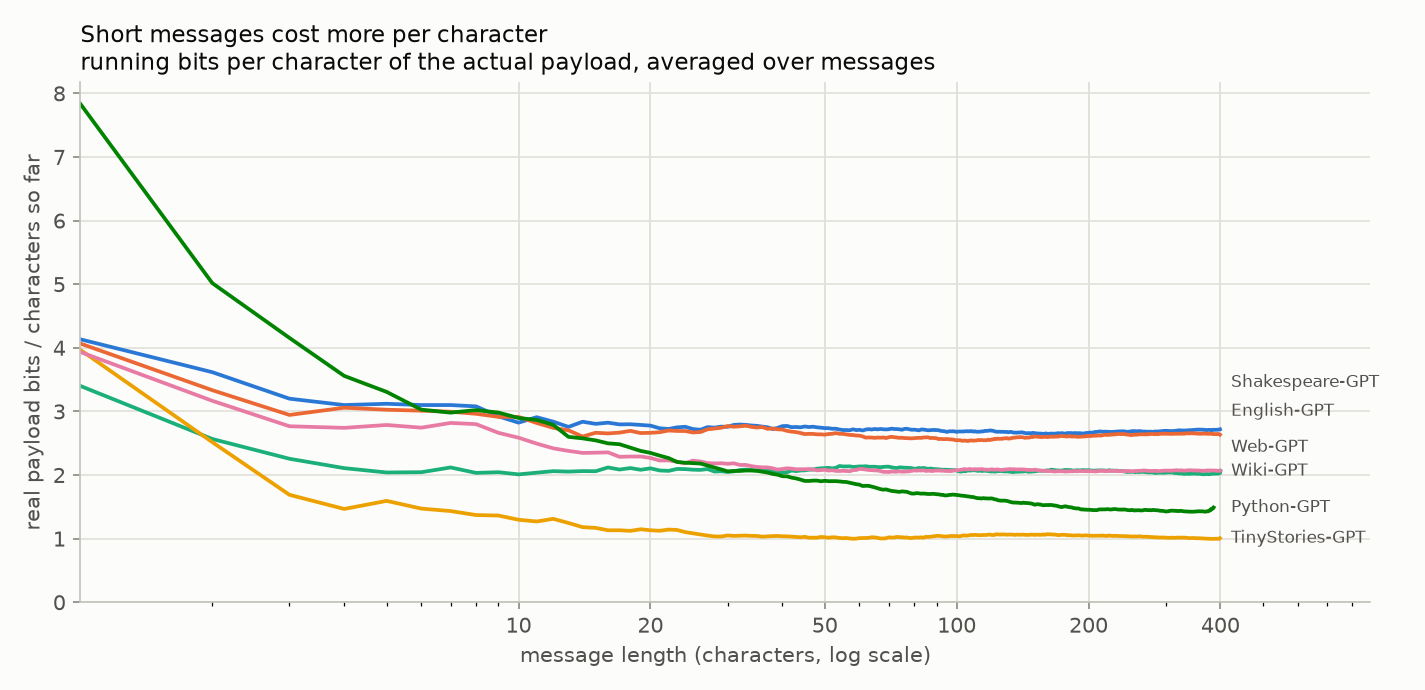 Short messages cost more per character
running bits per character of the actual payload, averaged over messages
real payload bits / characters so far
8
7
6
5
4
3
2
1
0
Shakespeare-GPT
English-GPT
Web-GPT
Wiki-GPT
Python-GPT
TinyStories-GPT
10
20
50
100
200
400
message length (characters, log scale)